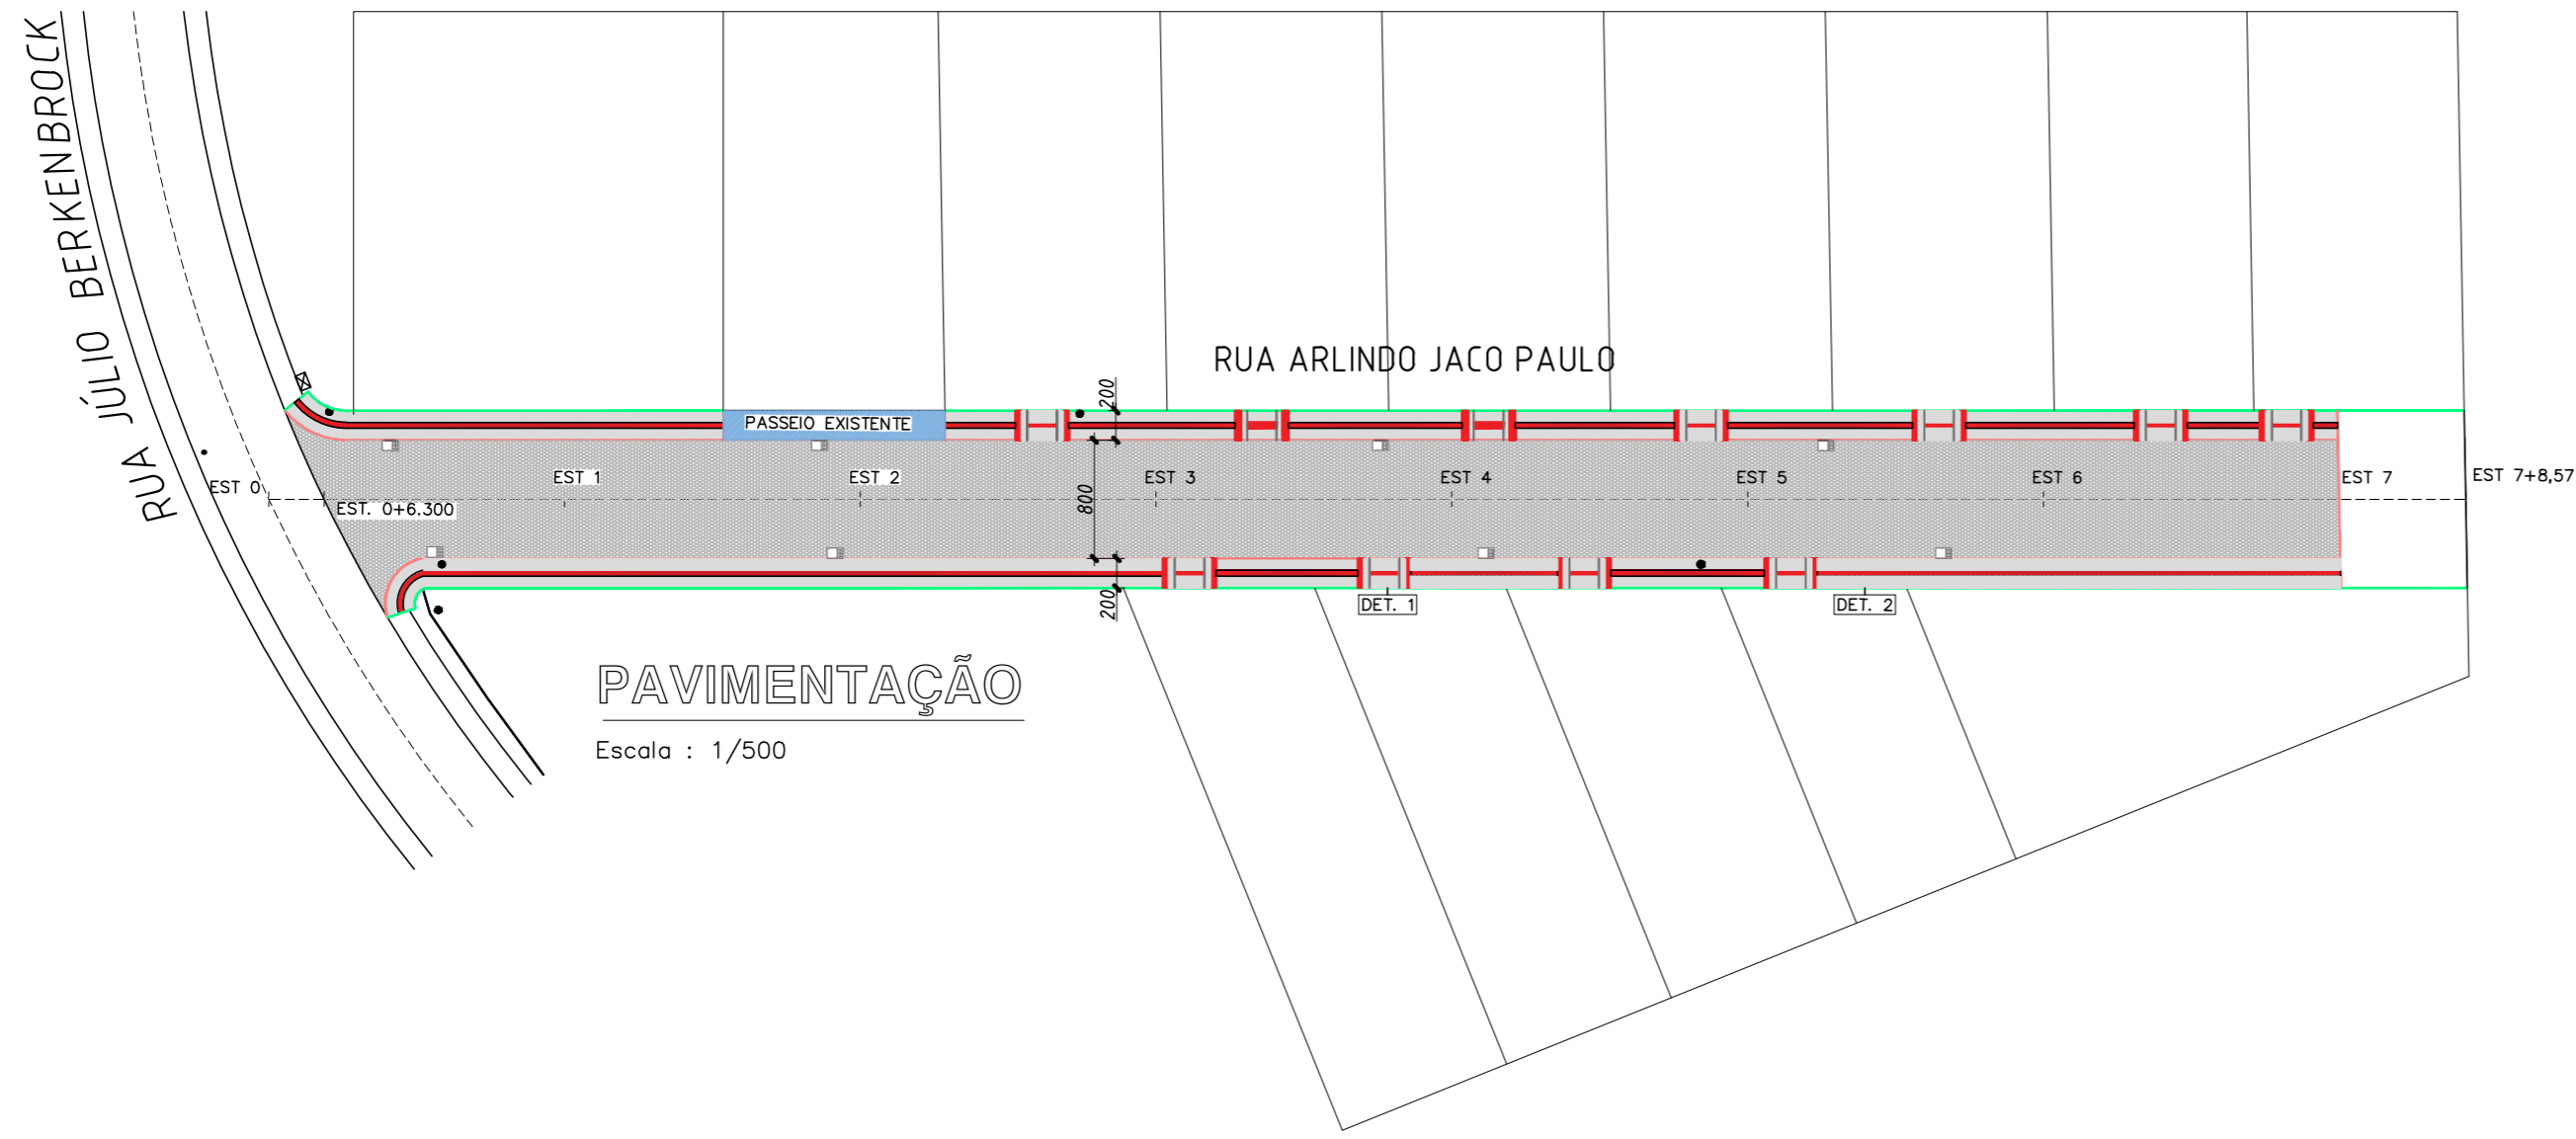 RUA JÚLIO BERKENBROCK
RUA ARLINDO JACO PAULO
200
PASSEIO EXISTENTE
EST 0
EST 1
EST 2
EST 3
EST 4
EST 5
EST 6
EST 7
EST 7+8,57
EST. 0+6.300
800
200
DET. 1
DET. 2
PAVIMENTAÇÃO
Escala : 1/500